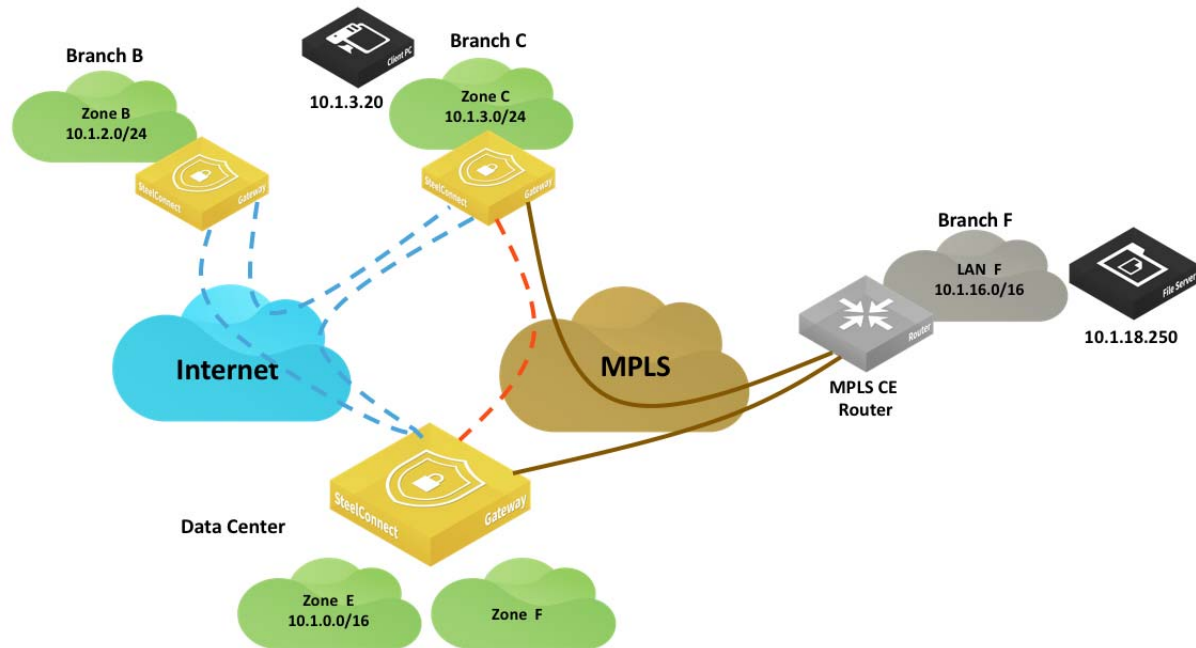 Branch B
Zone B
10.1.2.0/24
SteelConnect
Gateway
Client PC
10.1.3.20
Branch C
Zone C
10.1.3.0/24
SteelConnect
Gateway
Internet
MPLS
Branch F
LAN F
10.1.16.0/16
Router
MPLS CE
Router
File Server
10.1.18.250
Data Center
SteelConnect
Gateway
Zone E
10.1.0.0/16
Zone F